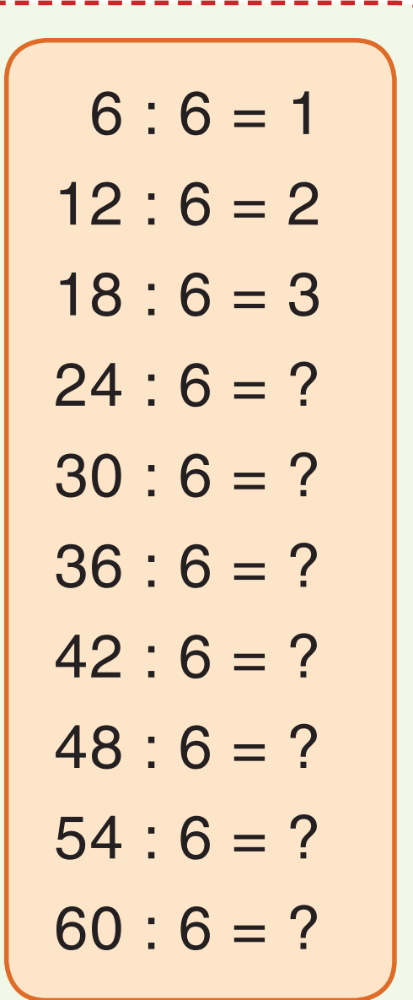 6 : 6 = 1
12 : 6 = 2
18 : 6 = 3
24 : 6 = ?
30 : 6 = ?
36 : 6 = ?
42 : 6 = ?
48 : 6 = ?
54 : 6 = ?
60 : 6 = ?